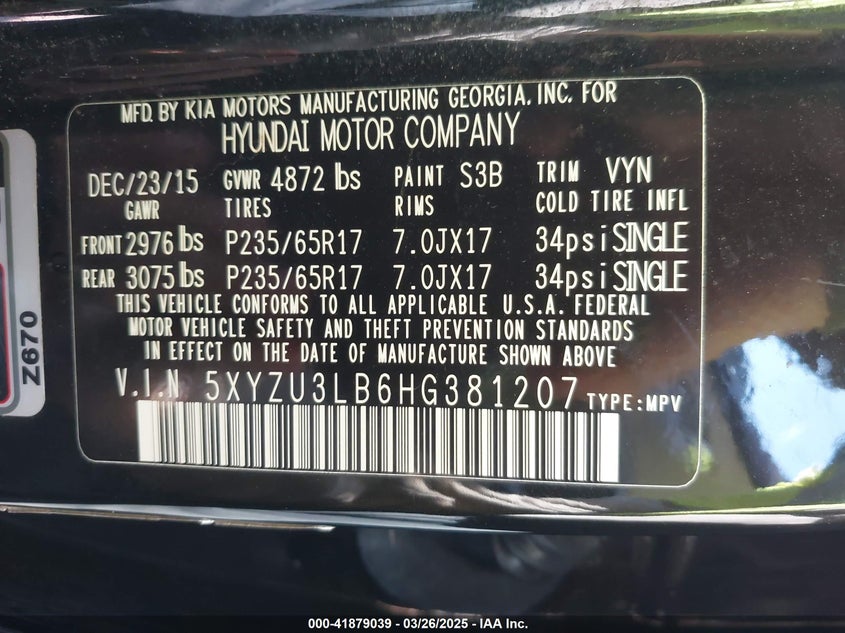 MFD. BY KIA MOTORS MANUFACTURING GEORGIA, INC. FOR
HYUNDAI MOTOR COMPANY
DEC/23/15 GVWR 4872 lbs PAINT S3B TRIM VYN
GAWR TIRES RIMS COLD TIRE INFL
FRONT 2976 lbs P235/65R17 7.0JX17 34psi SINGLE
REAR 3075 lbs P235/65R17 7.0JX17 34psi SINGLE
THIS VEHICLE CONFORMS TO ALL APPLICABLE U.S.A. FEDERAL
MOTOR VEHICLE SAFETY AND THEFT PREVENTION STANDARDS
IN EFFECT ON THE DATE OF MANUFACTURE SHOWN ABOVE
V.I.N 5XYZU3LB6HG381207 TYPE:MPV
Z670
000-41879039 — 03/26/2025 — IAA Inc.